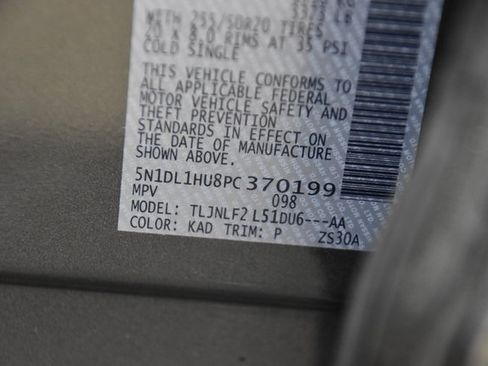 WITH 255/50R20 TIRES
20 x 8.0 RIMS AT 35 PSI
COLD SINGLE
THIS VEHICLE CONFORMS TO
ALL APPLICABLE FEDERAL
MOTOR VEHICLE SAFETY AND
THEFT PREVENTION
STANDARDS IN EFFECT ON
THE DATE OF MANUFACTURE
SHOWN ABOVE.
5N1DL1HU8PC370199
MPV 098
MODEL: TLJNLF2 L51DU6---AA
COLOR: KAD TRIM: P ZS30A